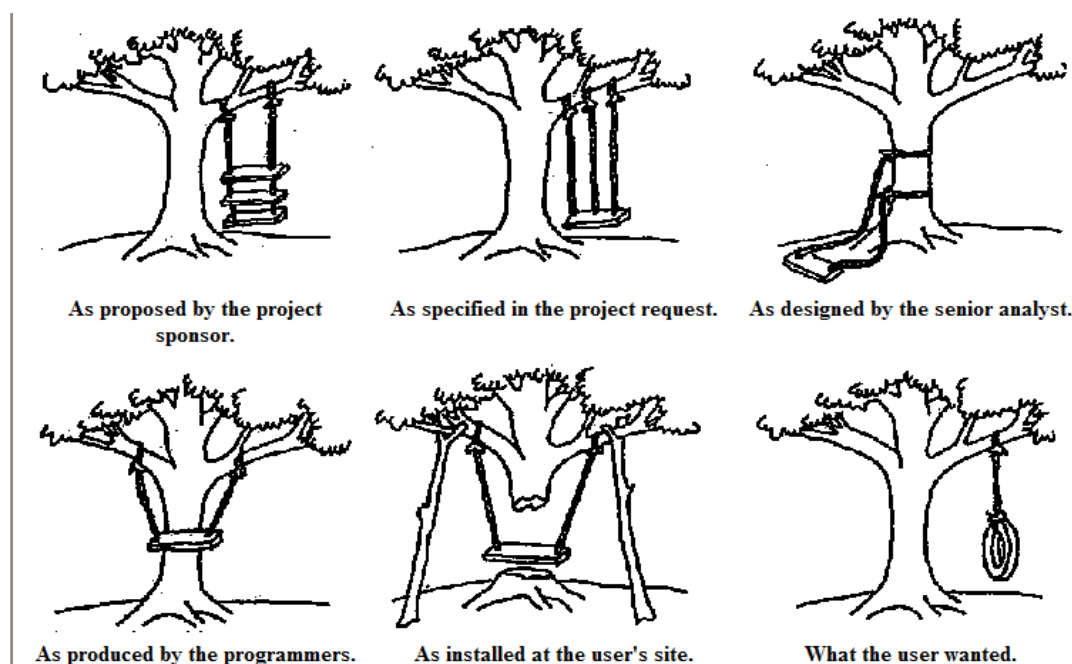 As proposed by the project
sponsor.
As specified in the project request.
As designed by the senior analyst.
As produced by the programmers.
As installed at the user's site.
What the user wanted.